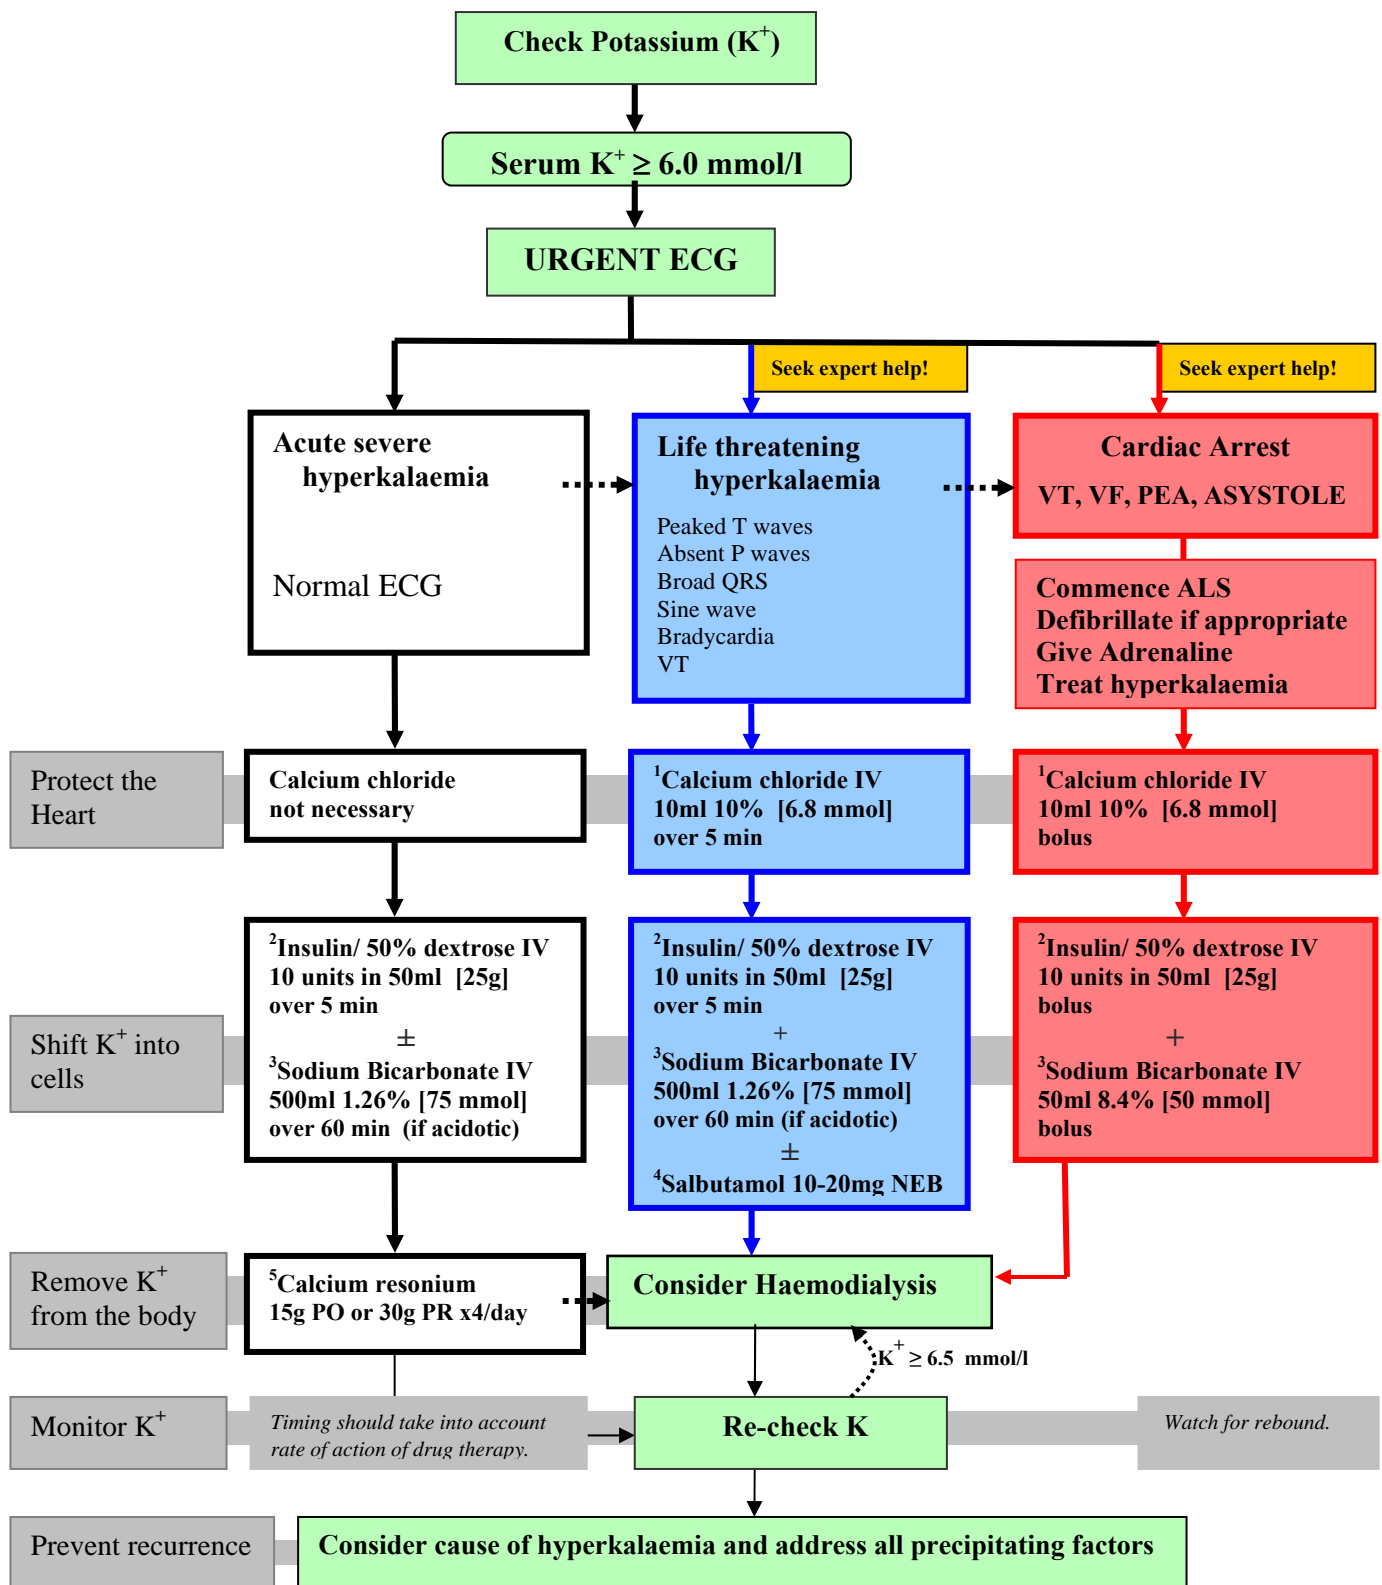 Check Potassium (K+)
Serum K+ ≥ 6.0 mmol/l
URGENT ECG
Seek expert help!
Seek expert help!
Acute severe
hyperkalaemia
Normal ECG
Life threatening
hyperkalaemia
Peaked T waves
Absent P waves
Broad QRS
Sine wave
Bradycardia
VT
Cardiac Arrest
VT, VF, PEA, ASYSTOLE
Commence ALS
Defibrillate if appropriate
Give Adrenaline
Treat hyperkalaemia
Protect the
Heart
Calcium chloride
not necessary
1Calcium chloride IV
10ml 10% [6.8 mmol]
over 5 min
1Calcium chloride IV
10ml 10% [6.8 mmol]
bolus
Shift K+ into
cells
2Insulin/ 50% dextrose IV
10 units in 50ml [25g]
over 5 min
±
3Sodium Bicarbonate IV
500ml 1.26% [75 mmol]
over 60 min (if acidotic)
2Insulin/ 50% dextrose IV
10 units in 50ml [25g]
over 5 min
+
3Sodium Bicarbonate IV
500ml 1.26% [75 mmol]
over 60 min (if acidotic)
±
4Salbutamol 10-20mg NEB
2Insulin/ 50% dextrose IV
10 units in 50ml [25g]
bolus
+
3Sodium Bicarbonate IV
50ml 8.4% [50 mmol]
bolus
Remove K+
from the body
5Calcium resonium
15g PO or 30g PR x4/day
Consider Haemodialysis
K+ ≥ 6.5 mmol/l
Monitor K+
Timing should take into account
rate of action of drug therapy.
Re-check K
Watch for rebound.
Prevent recurrence
Consider cause of hyperkalaemia and address all precipitating factors